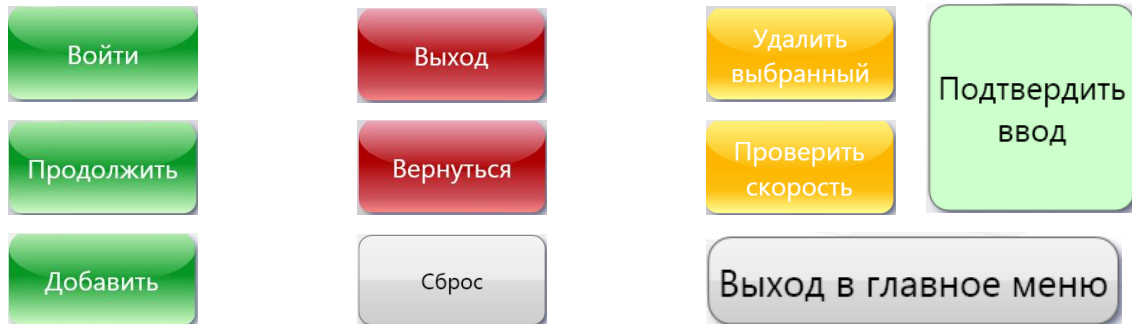 Войти
Выход
Удалить
выбранный
Подтвердить
ввод
Продолжить
Вернуться
Проверить
скорость
Добавить
Сброс
Выход в главное меню